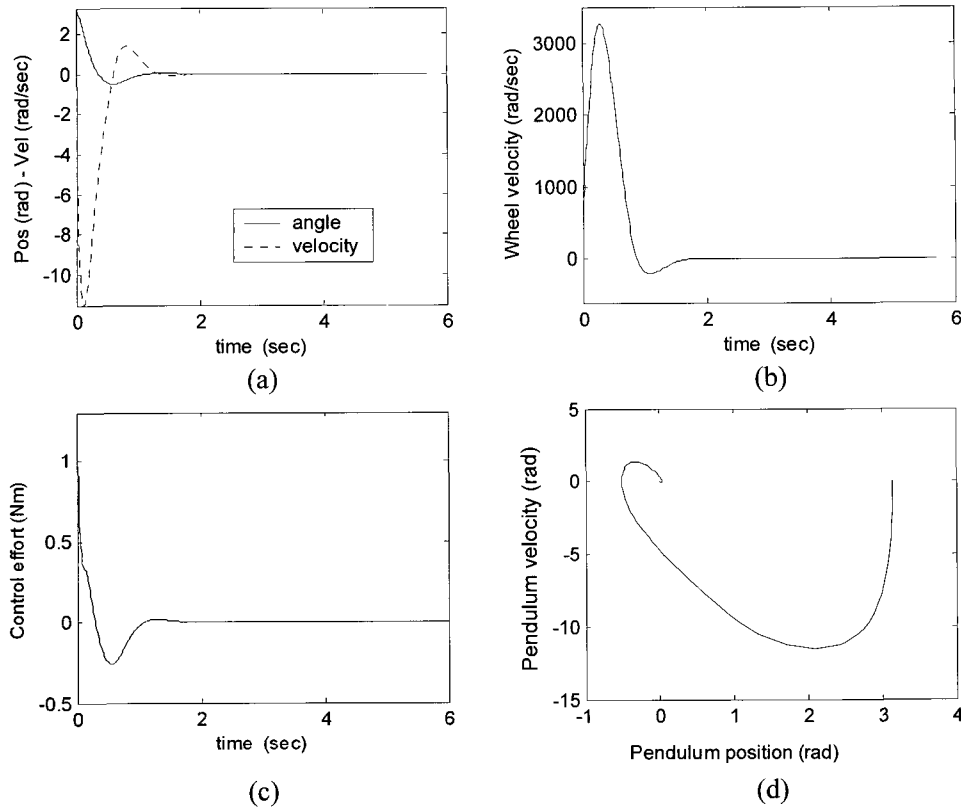 Pos (rad) - Vel (rad/sec)
2
0
-2
-4
-6
-8
-10
angle
velocity
0
2
4
6
time (sec)
(a)
Wheel velocity (rad/sec)
3000
2000
1000
0
0
2
4
6
time (sec)
(b)
Control effort (Nm)
1
0.5
0
-0.5
0
2
4
6
time (sec)
(c)
Pendulum velocity (rad)
5
0
-5
-10
-15
-1
0
1
2
3
4
Pendulum position (rad)
(d)